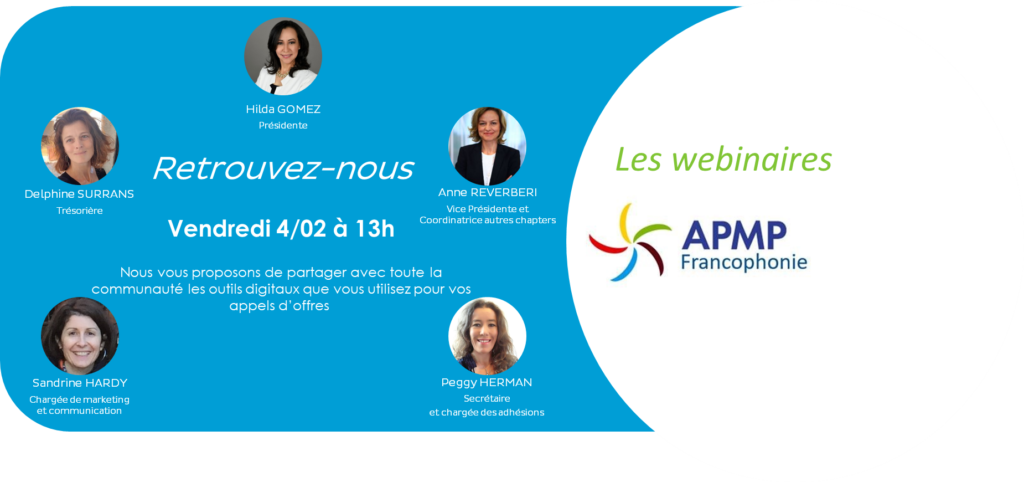 Hilda GOMEZ
Présidente
Delphine SURRANS
Trésorière
Retrouvez-nous
Anne REVERBERI
Vice Présidente et
Coordinatrice autres chapters
Vendredi 4/02 à 13h
Nous vous proposons de partager avec toute la
communauté les outils digitaux que vous utilisez pour vos
appels d’offres
Sandrine HARDY
Chargée de marketing
et communication
Peggy HERMAN
Secrétaire
et chargée des adhésions
Les webinaires
APMP
Francophonie